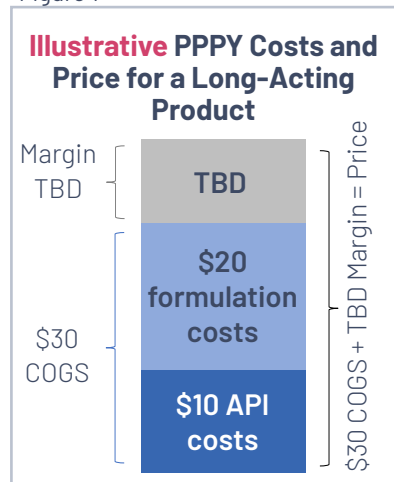 Illustrative PPPY Costs and
Price for a Long-Acting
Product
Margin
TBD
TBD
$20
formulation
costs
$30
COGS
$10 API
costs
$30 COGS + TBD Margin = Price